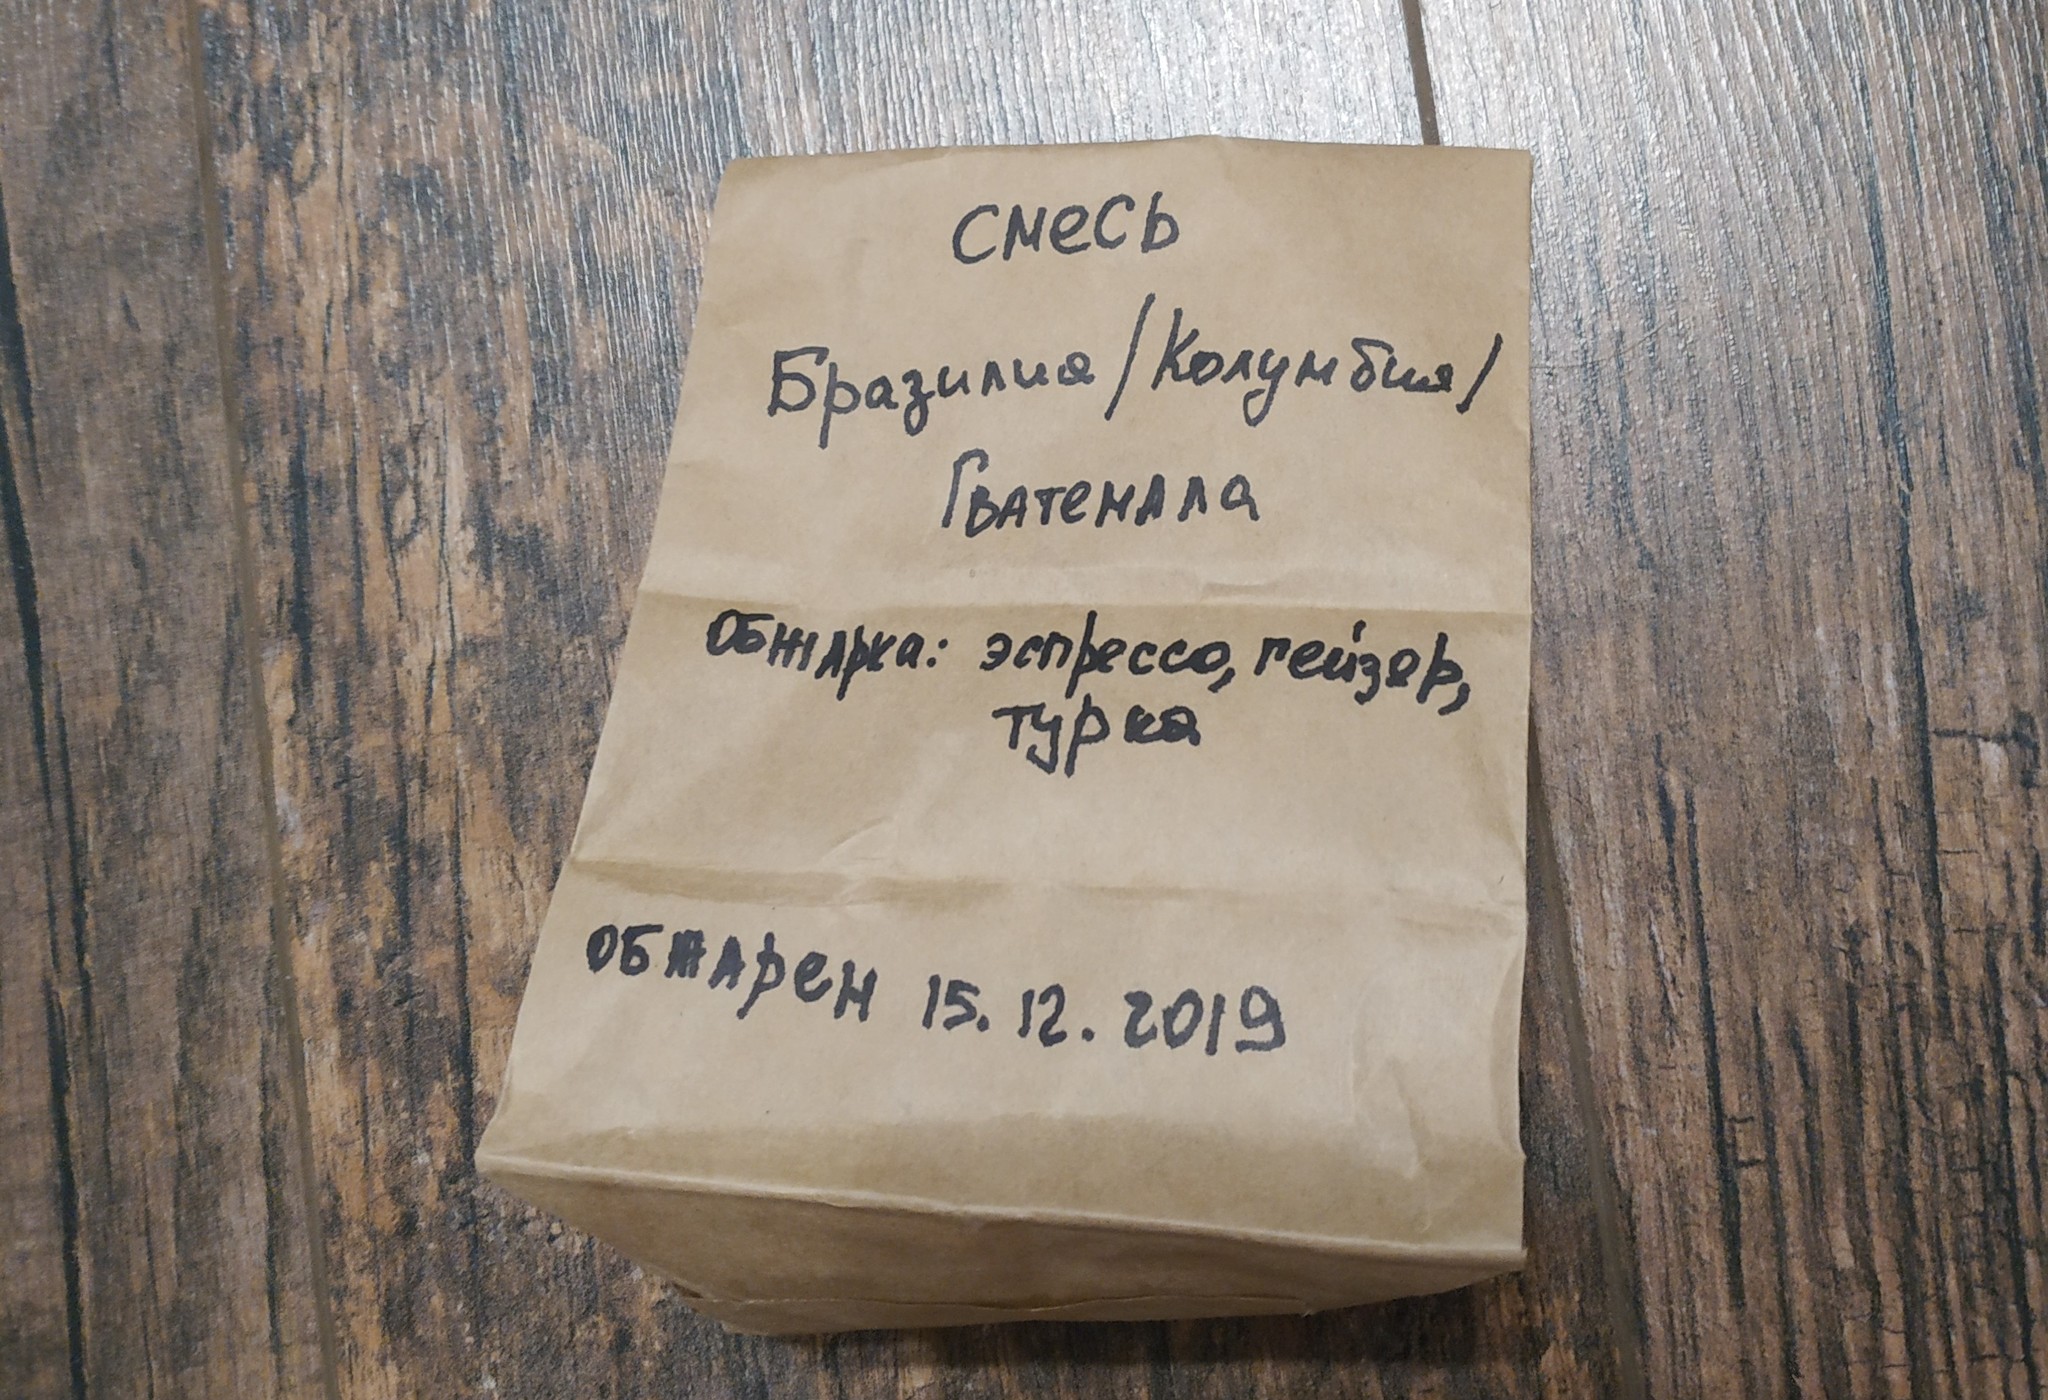 смесь
Бразилия/Колумбия/
Гватемала
Обжарка: эспрессо, гейзер,
турка
обжарен 15.12.2019